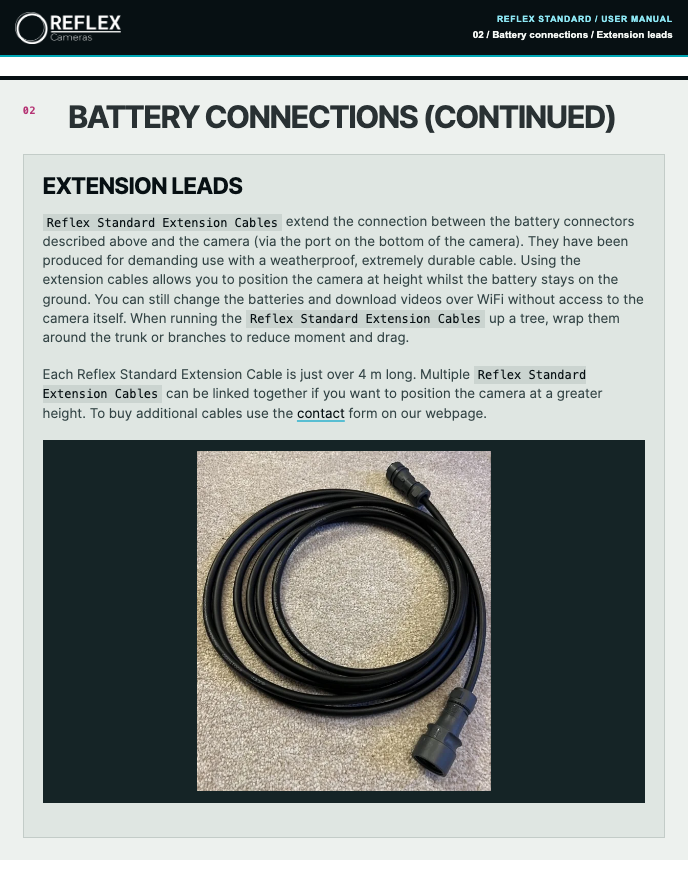 REFLEX
Cameras
REFLEX STANDARD / USER MANUAL
02 / Battery connections / Extension leads
02
BATTERY CONNECTIONS (CONTINUED)
EXTENSION LEADS
Reflex Standard Extension Cables extend the connection between the battery connectors
described above and the camera (via the port on the bottom of the camera). They have been
produced for demanding use with a weatherproof, extremely durable cable. Using the
extension cables allows you to position the camera at height whilst the battery stays on the
ground. You can still change the batteries and download videos over WiFi without access to the
camera itself. When running the Reflex Standard Extension Cables up a tree, wrap them
around the trunk or branches to reduce moment and drag.
Each Reflex Standard Extension Cable is just over 4 m long. Multiple Reflex Standard
Extension Cables can be linked together if you want to position the camera at a greater
height. To buy additional cables use the contact form on our webpage.